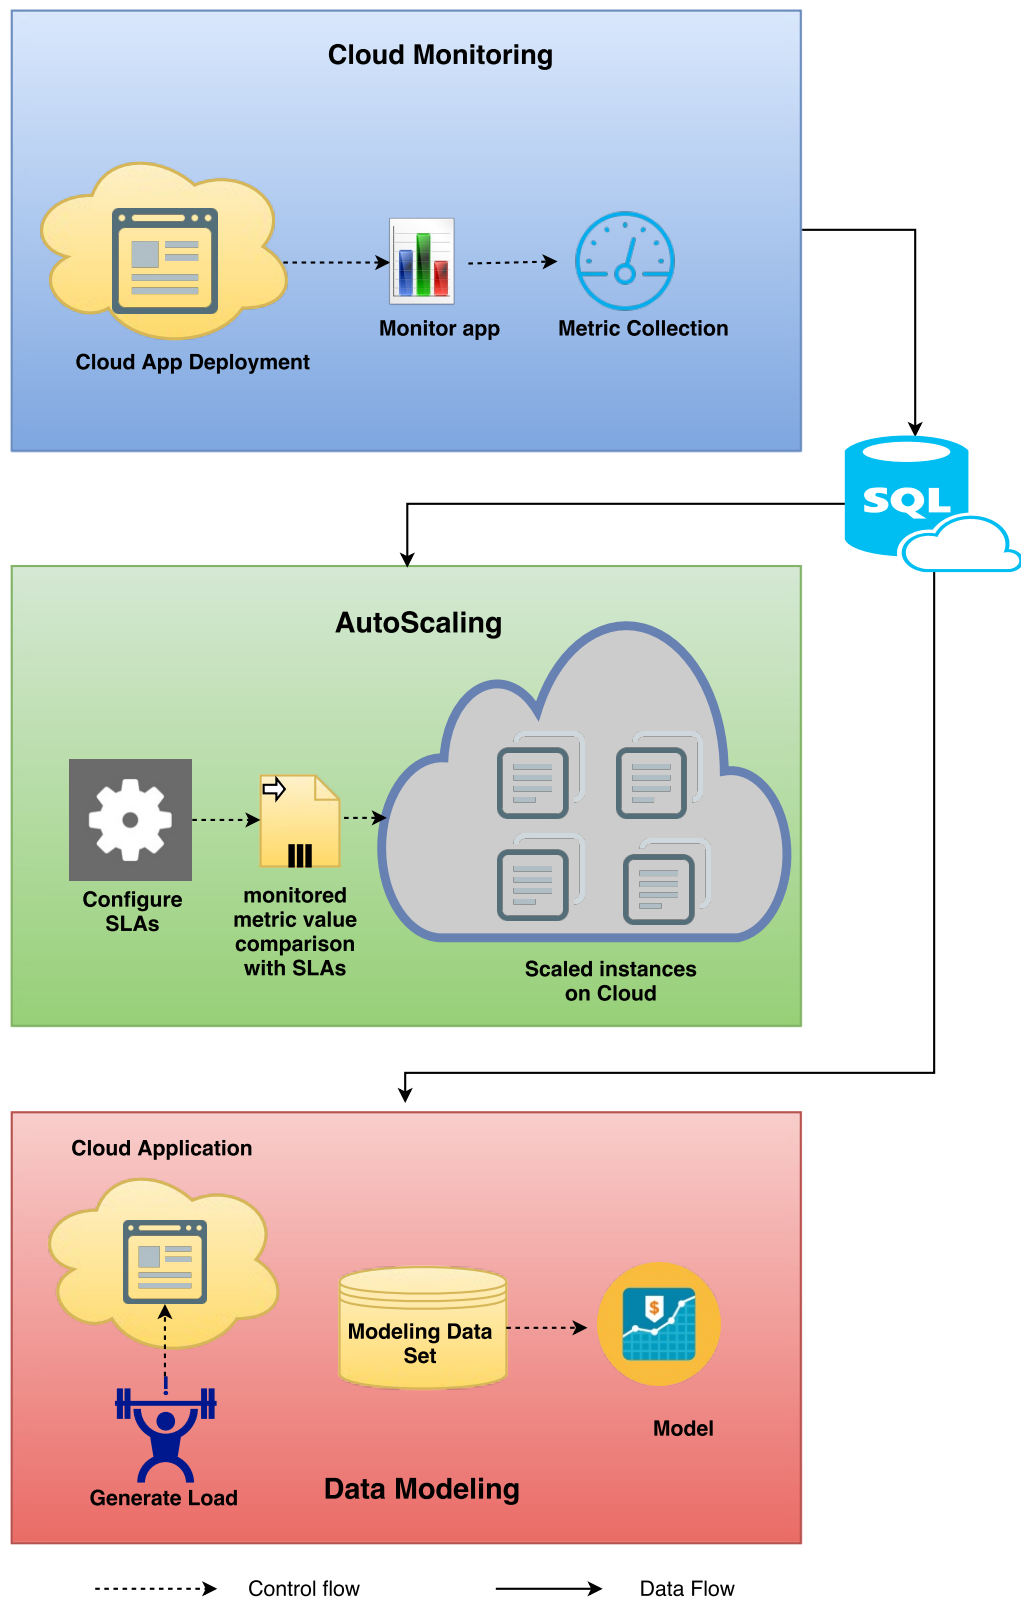 Cloud Monitoring
Monitor app
Metric Collection
Cloud App Deployment
SQL
AutoScaling
Configure
SLAs
monitored
metric value
comparison
with SLAs
Scaled instances
on Cloud
Cloud Application
$
Modeling Data
Set
Model
Generate Load
Data Modeling
Control flow
Data Flow